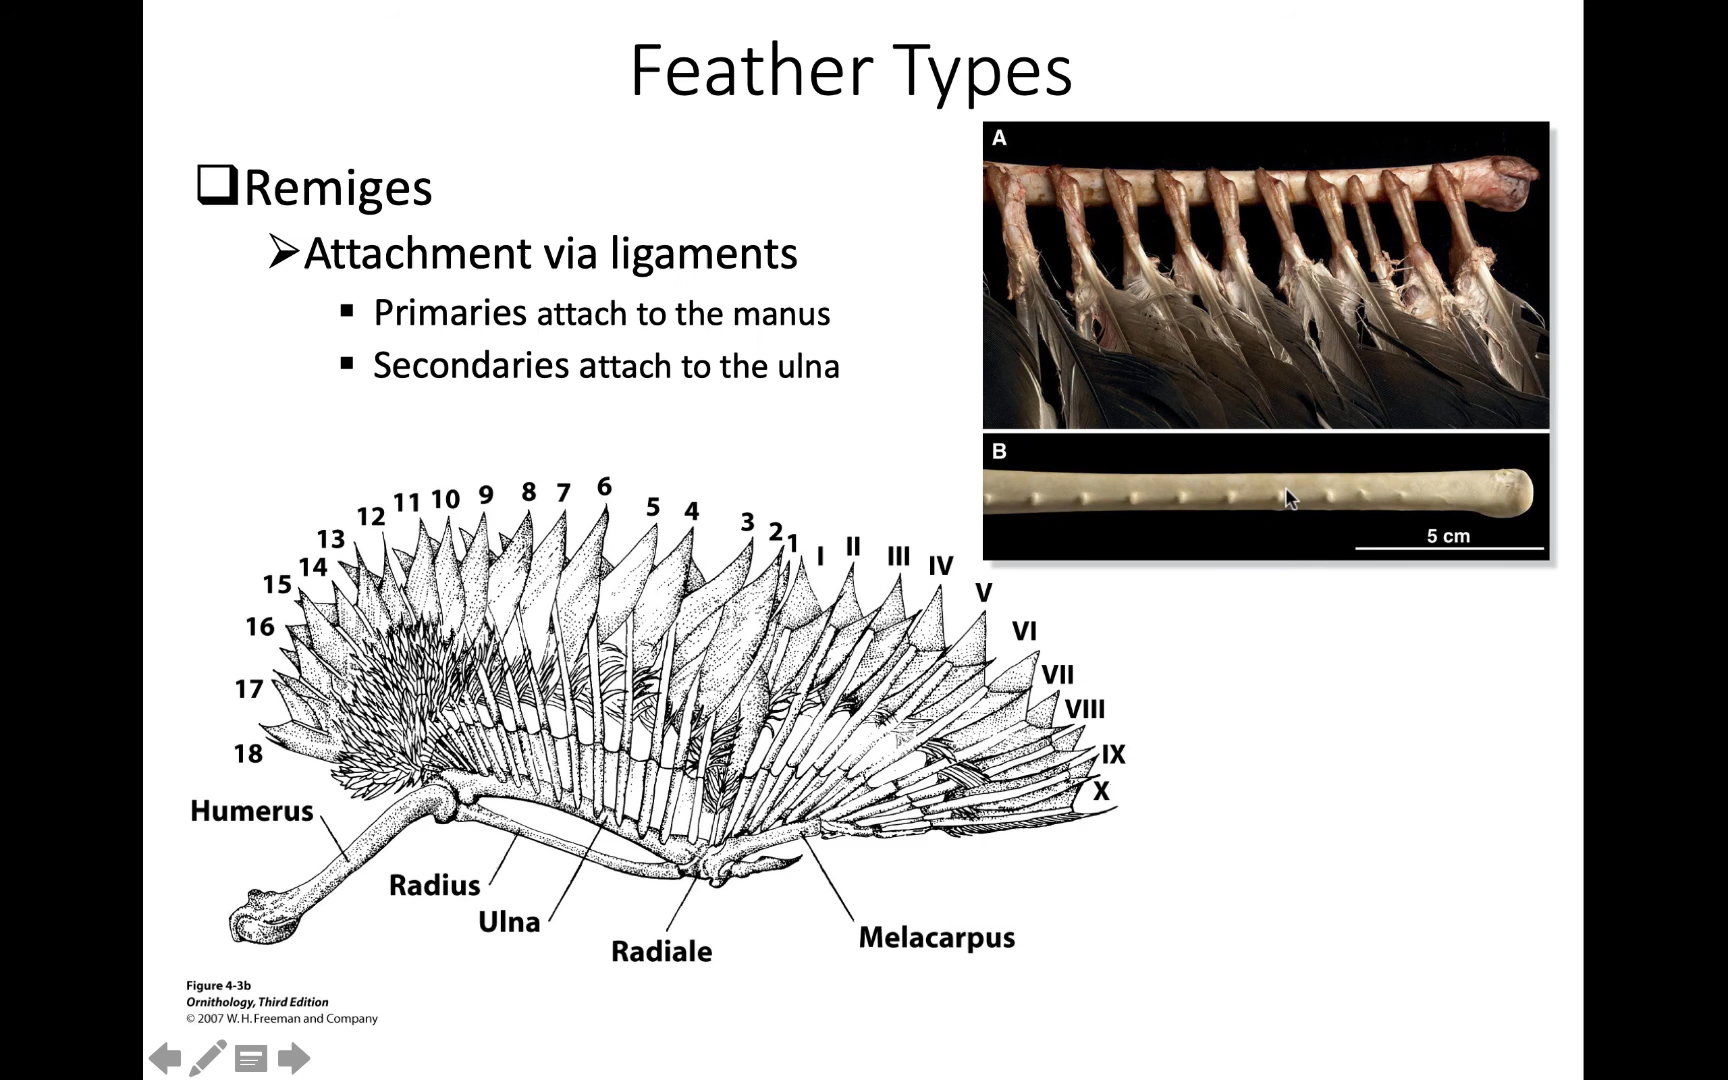 Feather Types
Remiges
Attachment via ligaments
Primaries attach to the manus
Secondaries attach to the ulna
A
B
5 cm
6
8
7
9
10
11
5
4
12
3
2
1
13
I
II
III
IV
14
15
V
16
VI
VII
17
VIII
18
IX
X
Humerus
Radius
Ulna
Radiale
Melacarpus
Figure 4-3b
Ornithology, Third Edition
© 2007 W. H. Freeman and Company